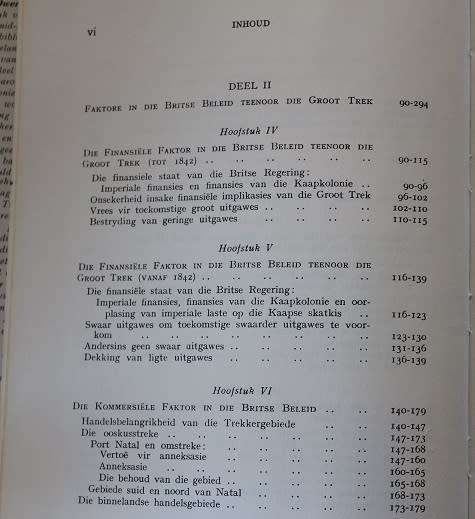 vi INHOUD
DEEL II
FAKTORE IN DIE BRITSE BELEID TEENOOR DIE GROOT TREK 90-294
Hoofstuk IV
DIE FINANSIËLE FAKTOR IN DIE BRITSE BELEID TEENOOR DIE
GROOT TREK (TOT 1842) .. .. .. .. .. .. 90-115
Die finansiële staat van die Britse Regering:
Imperiale finansies en finansies van die Kaapkolonie .. 90-96
Onsekerheid insake finansiële implikasies van die Groot Trek 96-102
Vrees vir toekomstige groot uitgawes .. .. .. .. 102-110
Bestryding van geringe uitgawes .. .. .. .. .. 110-115
Hoofstuk V
DIE FINANSIËLE FAKTOR IN DIE BRITSE BELEID TEENOOR DIE
GROOT TREK (VANAF 1842) .. .. .. .. .. .. 116-139
Die finansiële staat van die Britse Regering:
Imperiale finansies, finansies van die Kaapkolonie en oor-
plasing van imperiale laste op die Kaapse skatkis .. 116-123
Swaar uitgawes om toekomstige swaarder uitgawes te voor-
kom .. .. .. .. .. .. .. .. 123-130
Andersins geen swaar uitgawes .. .. .. .. .. 131-136
Dekking van ligte uitgawes .. .. .. .. .. 136-139
Hoofstuk VI
DIE KOMMERSIËLE FAKTOR IN DIE BRITSE BELEID .. .. 140-179
Handelsbelangrikheid van die Trekkergebiede .. .. 140-147
Die ooskusstreke .. .. .. .. .. .. .. 147-173
Port Natal en omstreke: .. .. .. .. .. 147-168
Vertoë vir anneksasie .. .. .. .. .. 147-160
Anneksasie .. .. .. .. .. .. 160-165
Die behoud van die gebied .. .. .. .. 165-168
Gebiede suid en noord van Natal .. .. .. .. 168-173
Die binnelandse handelsgebiede .. .. .. .. .. 173-179